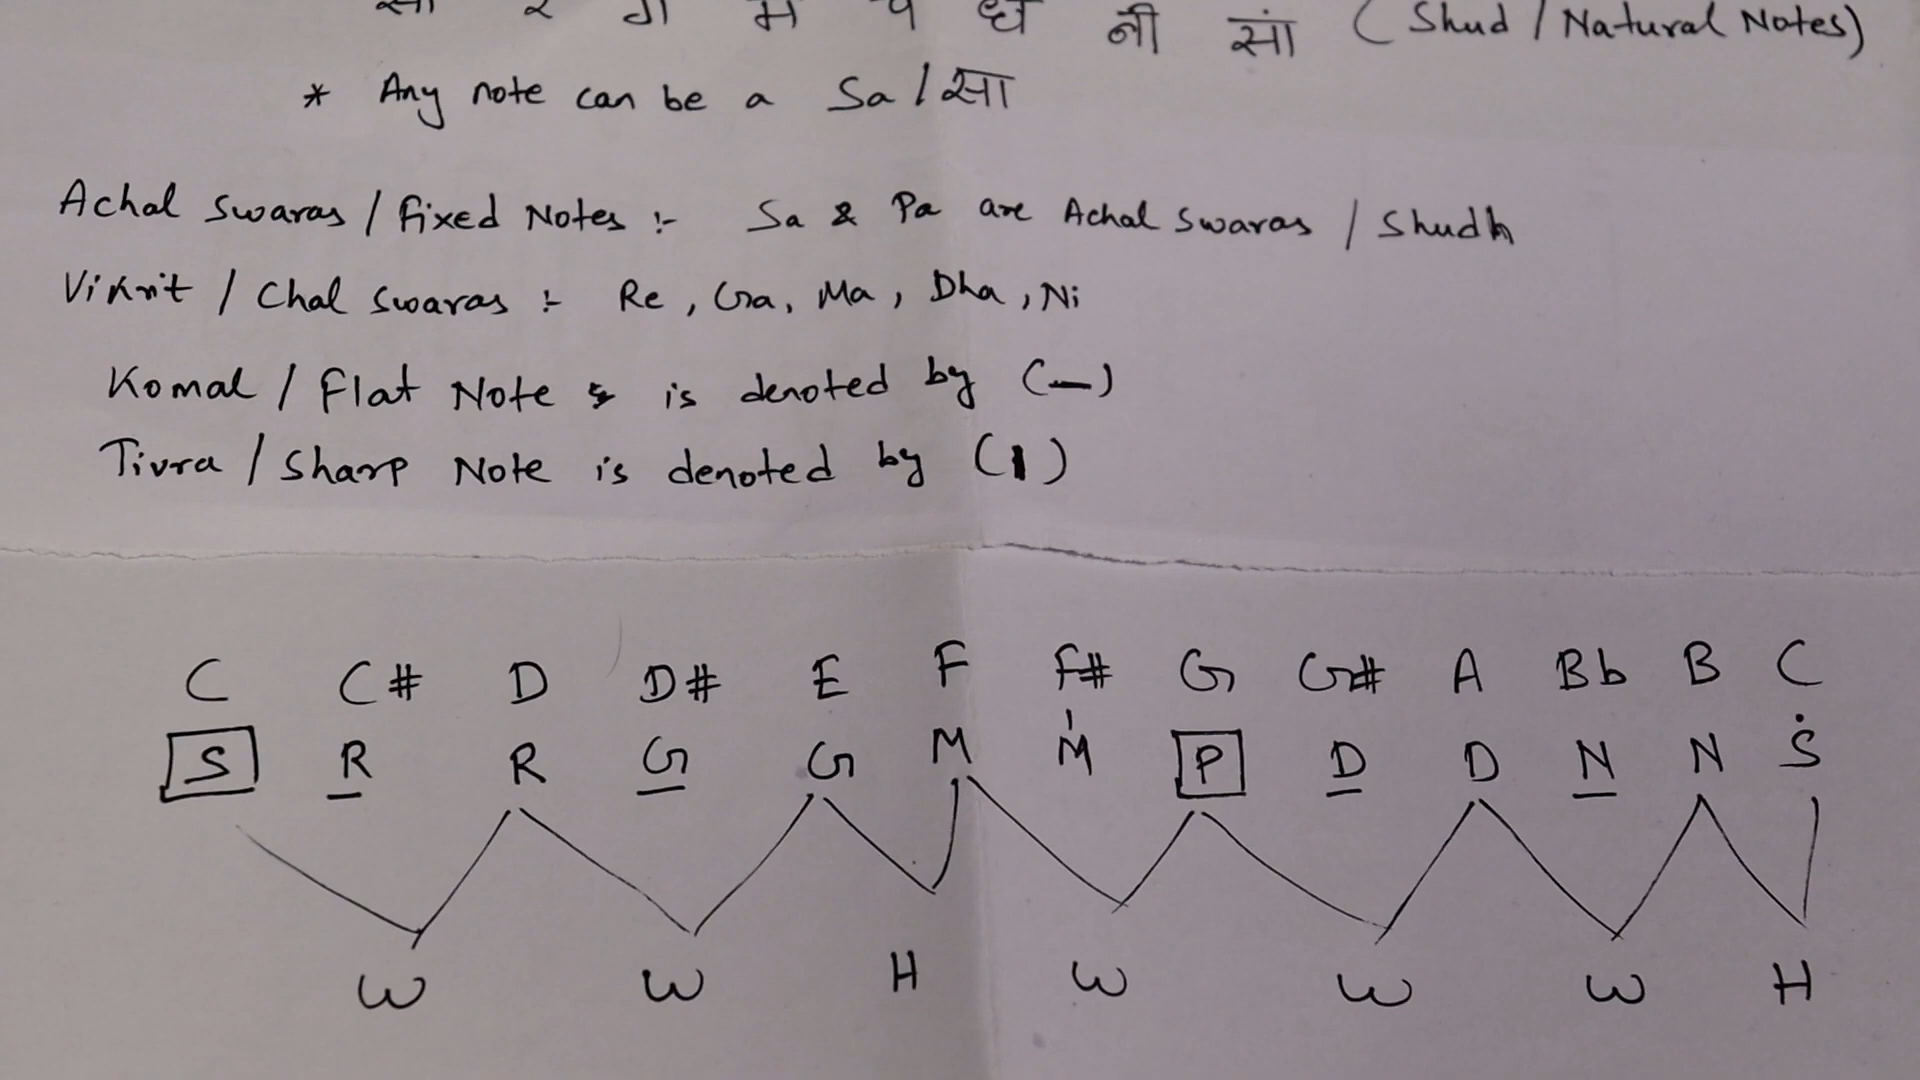 सा रे ग म प ध नी सां (Shud / Natural Notes)
* Any note can be a Sa / सा
Achal Swaras / Fixed Notes :- Sa & Pa are Achal Swaras / Shudh
Vikrit / Chal Swaras :- Re, Ga, Ma, Dha, Ni
Komal / Flat Note is denoted by (—)
Tivra / Sharp Note is denoted by (|)
C C# D D# E F F# G G# A Bb B C
S R̲ R G̲ G M M̍ P D̲ D N̲ N Ṡ
W W H W W W H